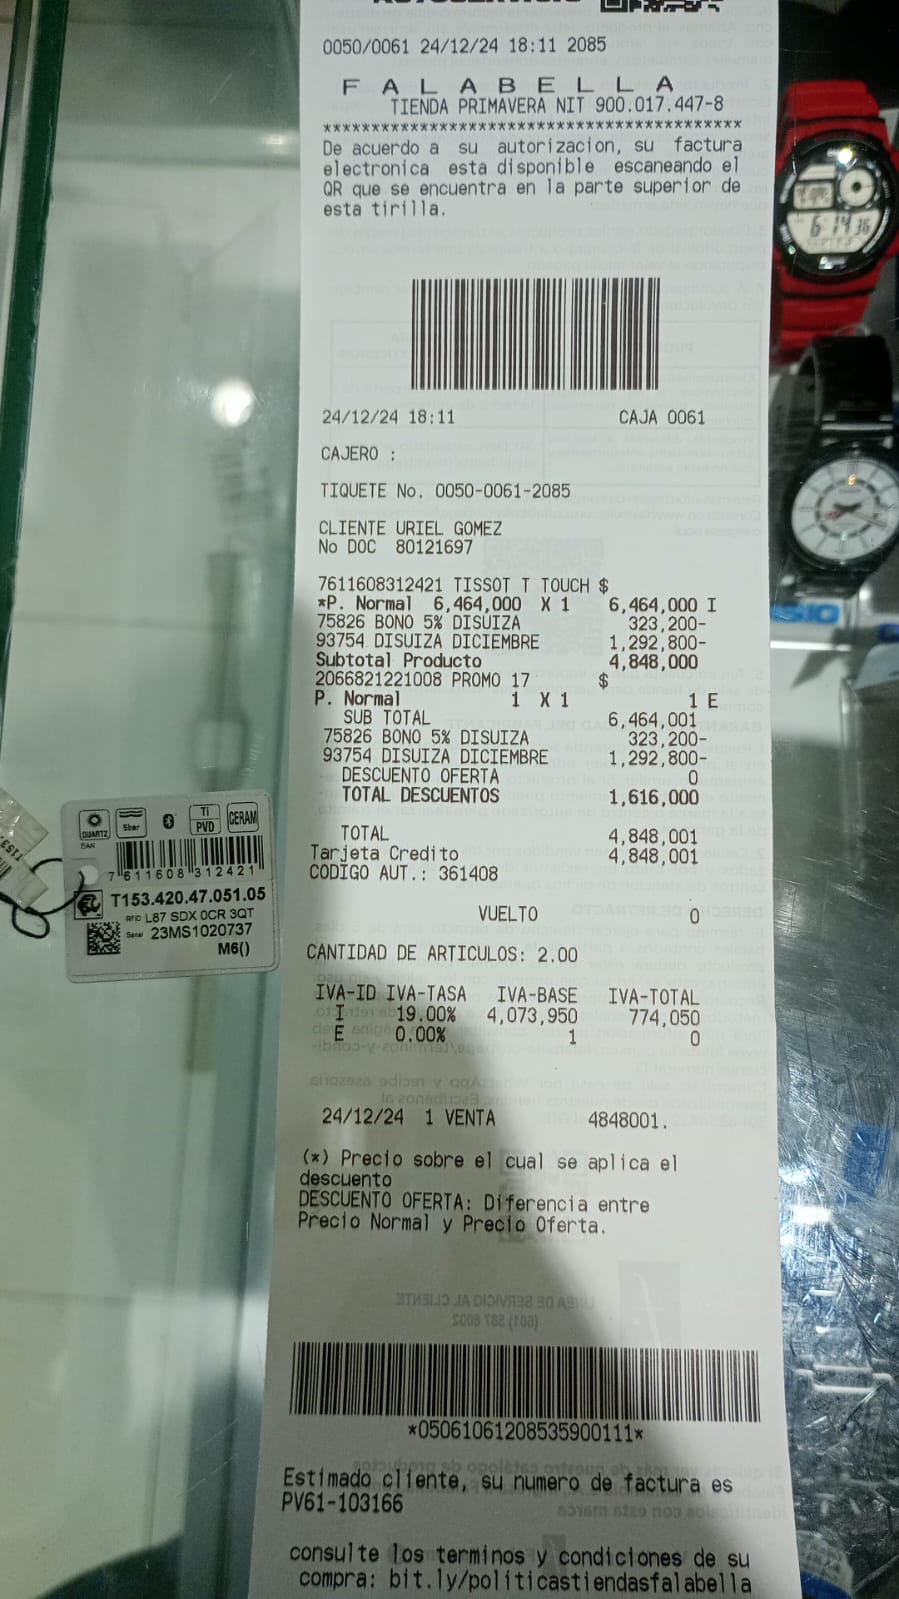 0050/0061 24/12/24 18:11 2085
F A L A B E L L A
TIENDA PRIMAVERA NIT 900.017.447-8
*******************************************
De acuerdo a su autorizacion, su factura
electronica esta disponible escaneando el
QR que se encuentra en la parte superior de
esta tirilla.
24/12/24 18:11 CAJA 0061
CAJERO :
TIQUETE No. 0050-0061-2085
CLIENTE URIEL GOMEZ
No DOC 80121697
7611608312421 TISSOT T TOUCH $
*P. Normal 6,464,000 X 1 6,464,000 I
75826 BONO 5% DISUIZA 323,200-
93754 DISUIZA DICIEMBRE 1,292,800-
Subtotal Producto 4,848,000
2066821221008 PROMO 17 $
P. Normal 1 X 1 1 E
SUB TOTAL 6,464,001
75826 BONO 5% DISUIZA 323,200-
93754 DISUIZA DICIEMBRE 1,292,800-
DESCUENTO OFERTA 0
TOTAL DESCUENTOS 1,616,000
TOTAL 4,848,001
Tarjeta Credito 4,848,001
CODIGO AUT.: 361408
VUELTO 0
CANTIDAD DE ARTICULOS: 2.00
IVA-ID IVA-TASA IVA-BASE IVA-TOTAL
I 19.00% 4,073,950 774,050
E 0.00% 1 0
24/12/24 1 VENTA 4848001.
(*) Precio sobre el cual se aplica el
descuento
DESCUENTO OFERTA: Diferencia entre
Precio Normal y Precio Oferta.
*05061061208535900111*
Estimado cliente, su numero de factura es
PV61-103166
consulte los terminos y condiciones de su
compra: bit.ly/politicastiendasfalabella
QUARTZ 5bar Ti PVD CERAM
EAN
7 611608 312421
T153.420.47.051.05
RFID L87 SDX 0CR 3QT
Serial 23MS1020737
M6()